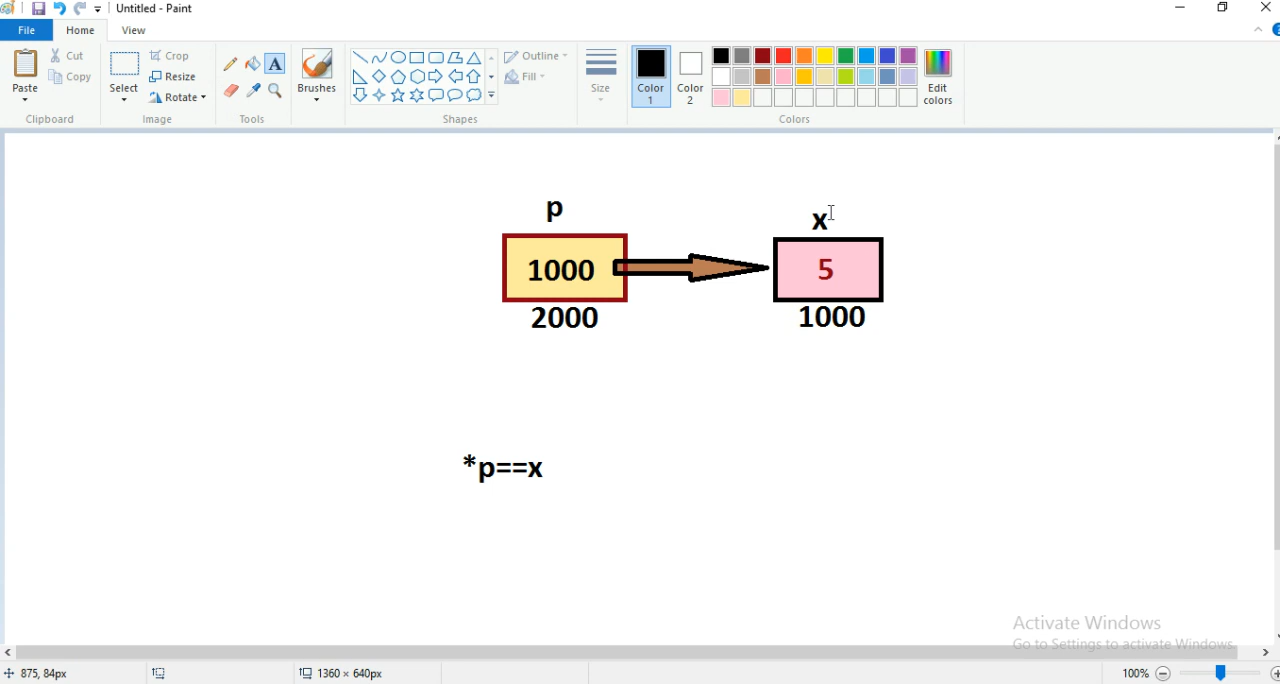 Untitled - Paint
File Home View
Paste
Cut
Copy
Clipboard
Select
Crop
Resize
Rotate
Image
Tools
Brushes
Shapes
Outline
Fill
Size
Color 1
Color 2
Edit colors
Colors
p
x
1000
5
2000
1000
*p==x
Activate Windows
Go to Settings to activate Windows.
875, 84px
1360 × 640px
100%